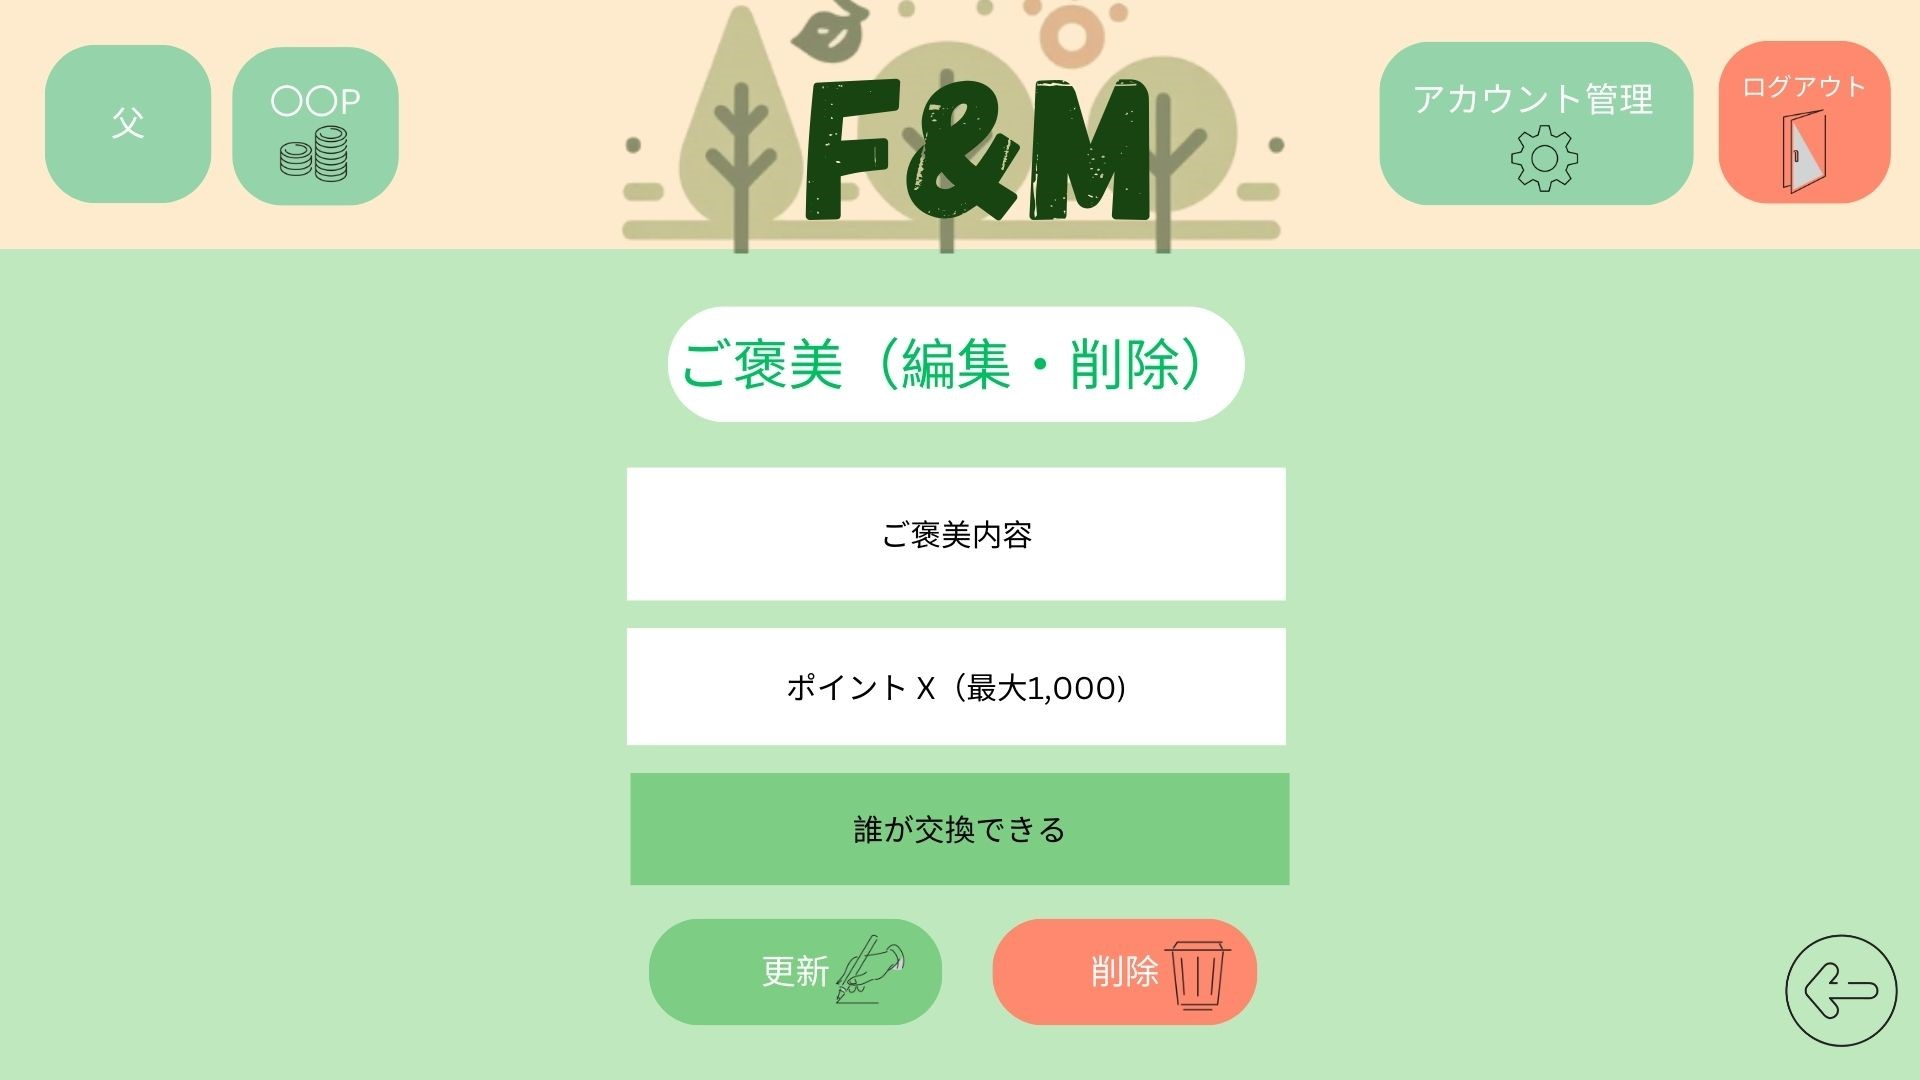 父
〇〇P
F&M
アカウント管理
ログアウト
ご褒美（編集・削除）
ご褒美内容
ポイント X（最大1,000)
誰が交換できる
更新
削除